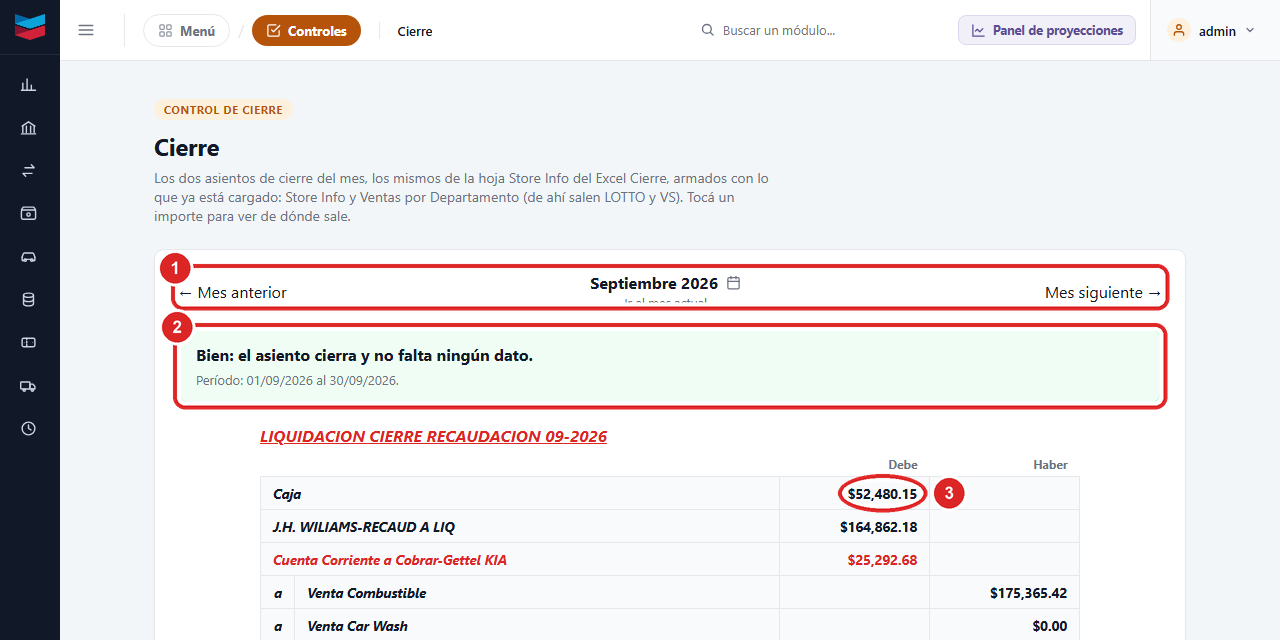 Menú / Controles Cierre Buscar un módulo... Panel de proyecciones admin
CONTROL DE CIERRE
Cierre
Los dos asientos de cierre del mes, los mismos de la hoja Store Info del Excel Cierre, armados con lo
que ya está cargado: Store Info y Ventas por Departamento (de ahí salen LOTTO y VS). Tocá un
importe para ver de dónde sale.
1
← Mes anterior Septiembre 2026 Mes siguiente →
Ir al mes actual
2
Bien: el asiento cierra y no falta ningún dato.
Período: 01/09/2026 al 30/09/2026.
LIQUIDACION CIERRE RECAUDACION 09-2026
Debe Haber
Caja $52,480.15 3
J.H. WILIAMS-RECAUD A LIQ $164,862.18
Cuenta Corriente a Cobrar-Gettel KIA $25,292.68
a Venta Combustible $175,365.42
a Venta Car Wash $0.00